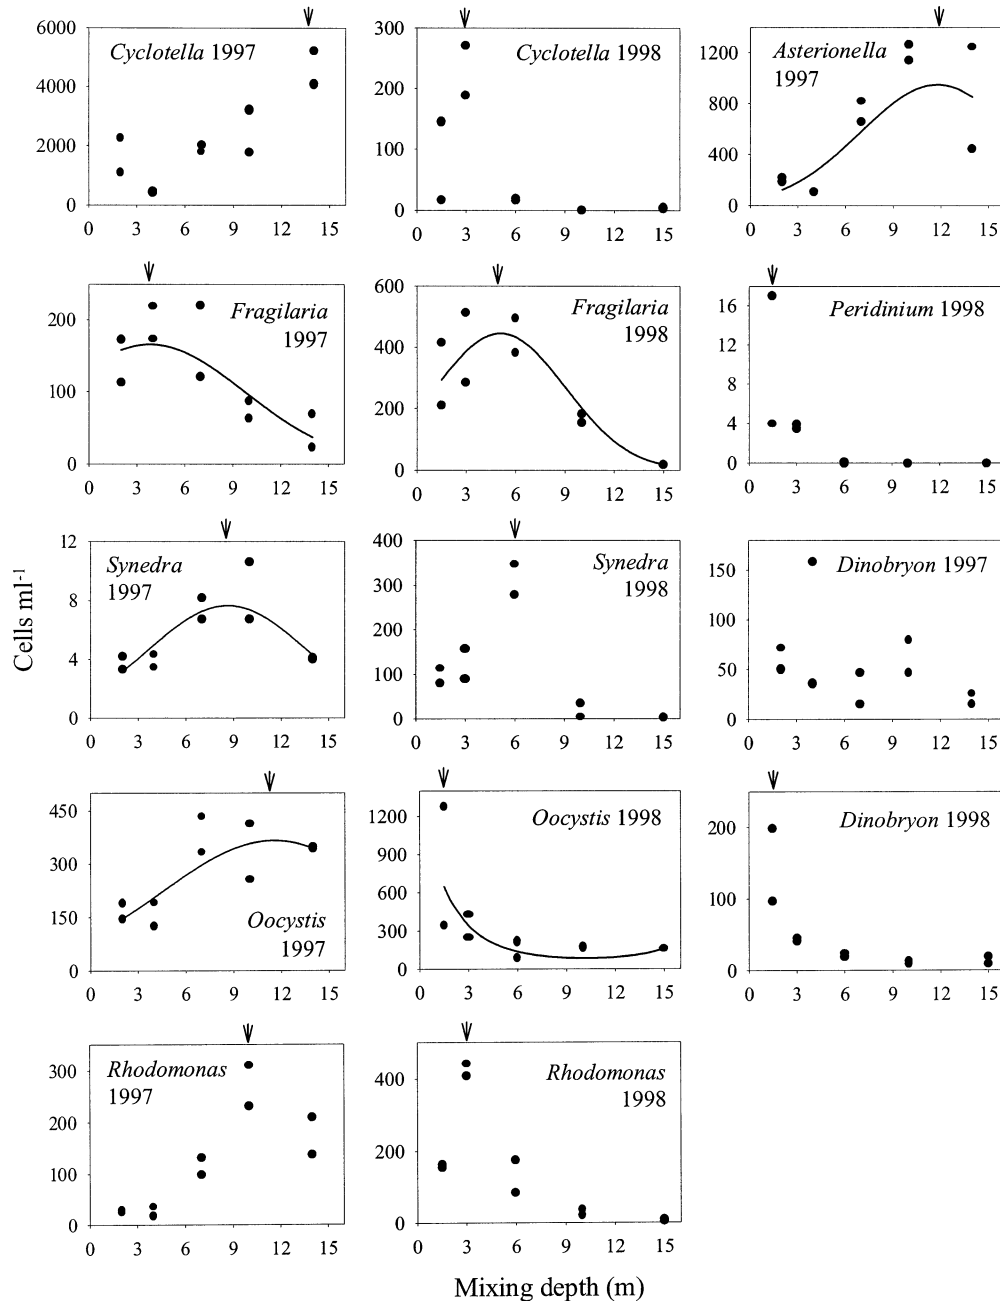 Cyclotella 1997
6000
4000
2000
0
0 3 6 9 12 15
Cyclotella 1998
300
200
100
0
0 3 6 9 12 15
Asterionella
1997
1200
800
400
0
0 3 6 9 12 15
Fragilaria
1997
200
100
0
0 3 6 9 12 15
Fragilaria
1998
600
400
200
0
0 3 6 9 12 15
Peridinium 1998
16
12
8
4
0
0 3 6 9 12 15
Synedra
1997
12
8
4
0
0 3 6 9 12 15
Synedra
1998
400
300
200
100
0
0 3 6 9 12 15
Dinobryon 1997
150
100
50
0
0 3 6 9 12 15
Oocystis
1997
450
300
150
0
0 3 6 9 12 15
Oocystis 1998
1200
900
600
300
0
0 3 6 9 12 15
Dinobryon 1998
200
100
0
0 3 6 9 12 15
Rhodomonas
1997
300
200
100
0
0 3 6 9 12 15
Rhodomonas
1998
400
200
0
0 3 6 9 12 15
Cells ml⁻¹
Mixing depth (m)